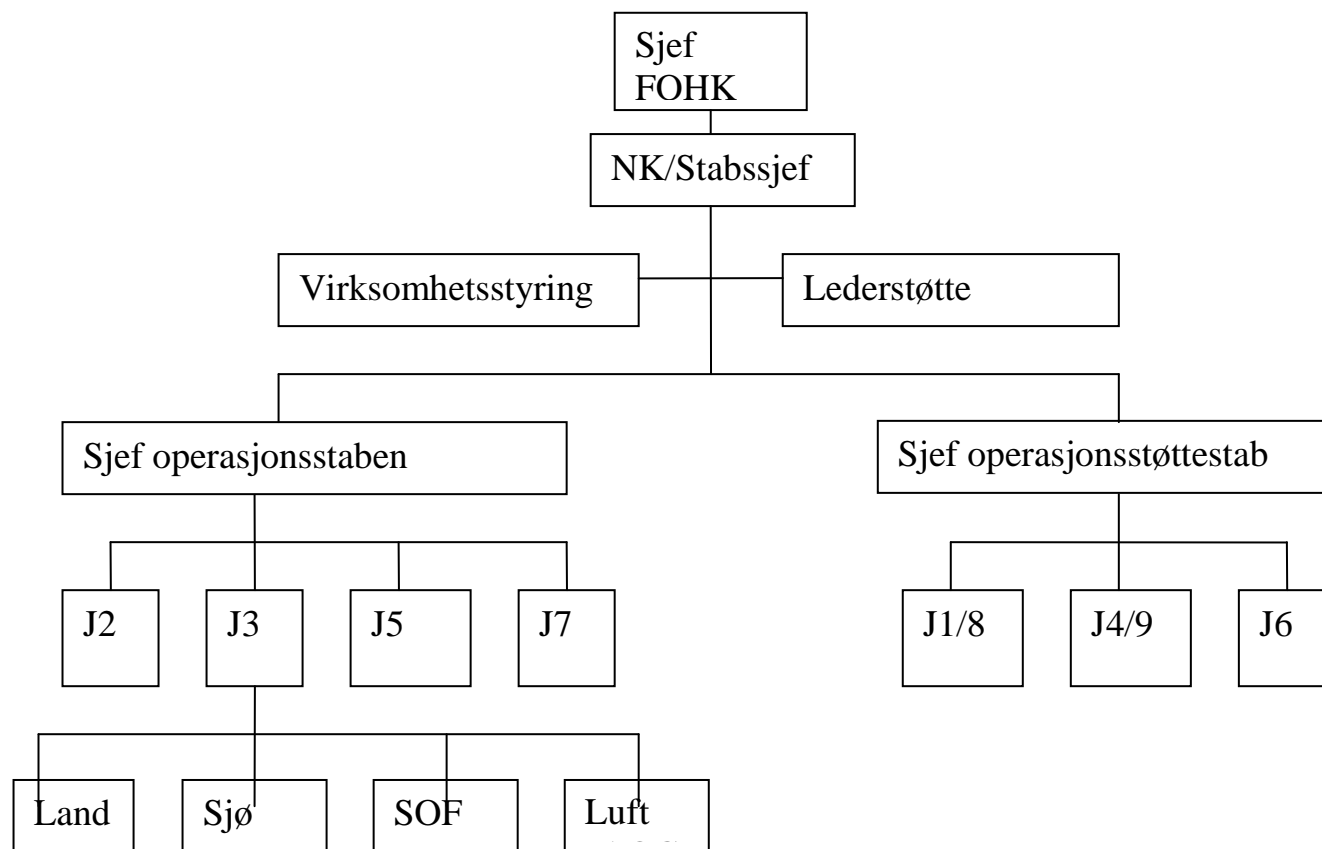 Sjef
FOHK
NK/Stabssjef
Virksomhetsstyring
Lederstøtte
Sjef operasjonsstaben
Sjef operasjonsstøttestab
J2
J3
J5
J7
J1/8
J4/9
J6
Land
Sjø
SOF
Luft